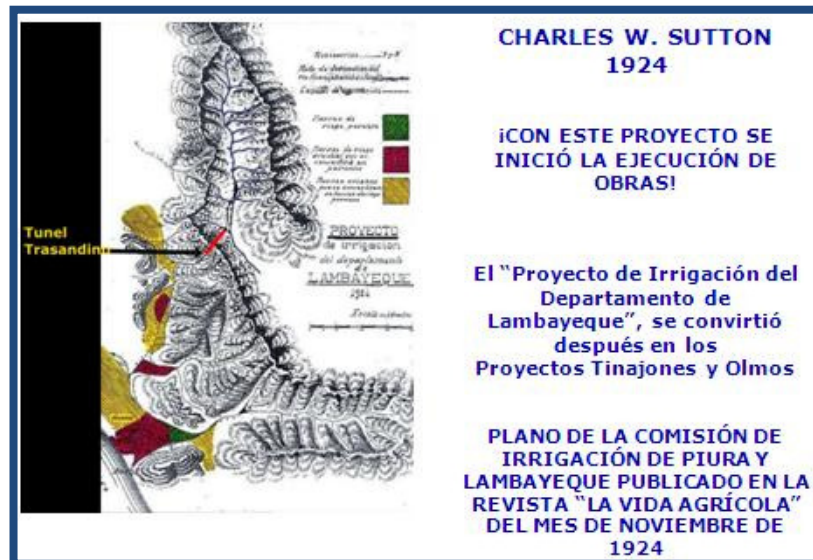 Tunel
Trasandino
PROYECTO
de irrigación
del departamento
de
LAMBAYEQUE
1924
CHARLES W. SUTTON
1924
¡CON ESTE PROYECTO SE
INICIÓ LA EJECUCIÓN DE
OBRAS!
El “Proyecto de Irrigación del
Departamento de
Lambayeque”, se convirtió
después en los
Proyectos Tinajones y Olmos
PLANO DE LA COMISIÓN DE
IRRIGACIÓN DE PIURA Y
LAMBAYEQUE PUBLICADO EN LA
REVISTA “LA VIDA AGRÍCOLA”
DEL MES DE NOVIEMBRE DE
1924